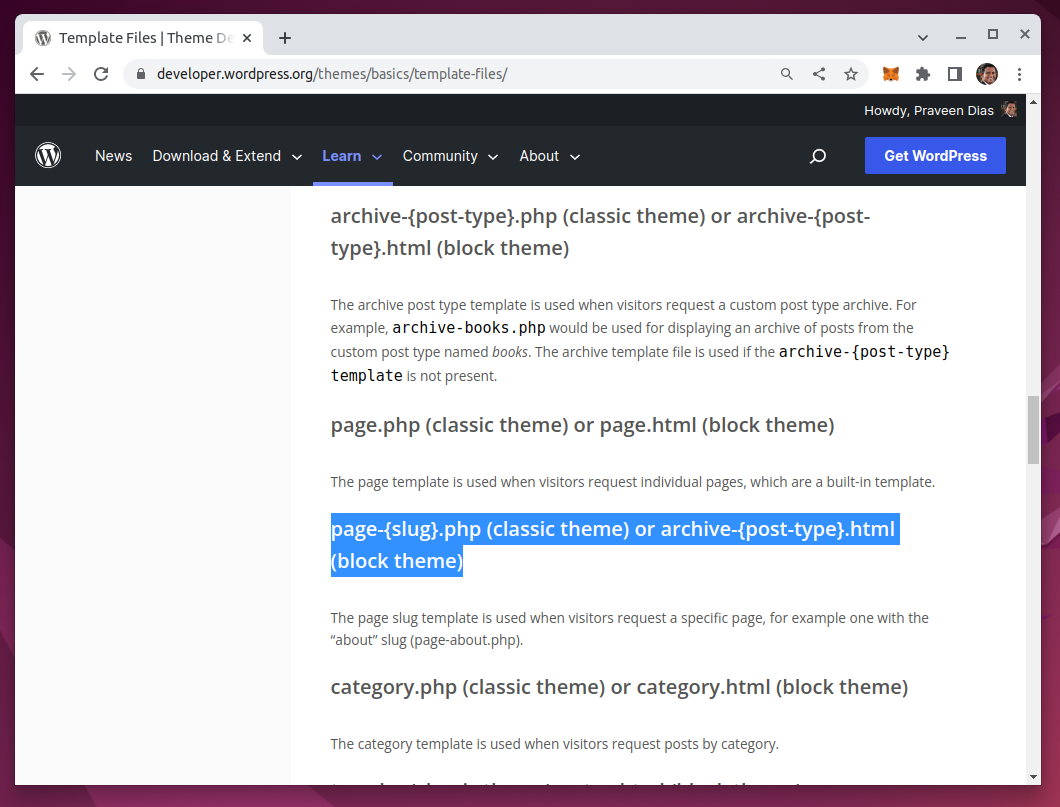 Template Files | Theme De
developer.wordpress.org/themes/basics/template-files/
Howdy, Praveen Dias
News Download & Extend Learn Community About Get WordPress
archive-{post-type}.php (classic theme) or archive-{post-
type}.html (block theme)
The archive post type template is used when visitors request a custom post type archive. For
example, archive-books.php would be used for displaying an archive of posts from the
custom post type named books. The archive template file is used if the archive-{post-type}
template is not present.
page.php (classic theme) or page.html (block theme)
The page template is used when visitors request individual pages, which are a built-in template.
page-{slug}.php (classic theme) or archive-{post-type}.html
(block theme)
The page slug template is used when visitors request a specific page, for example one with the
“about” slug (page-about.php).
category.php (classic theme) or category.html (block theme)
The category template is used when visitors request posts by category.